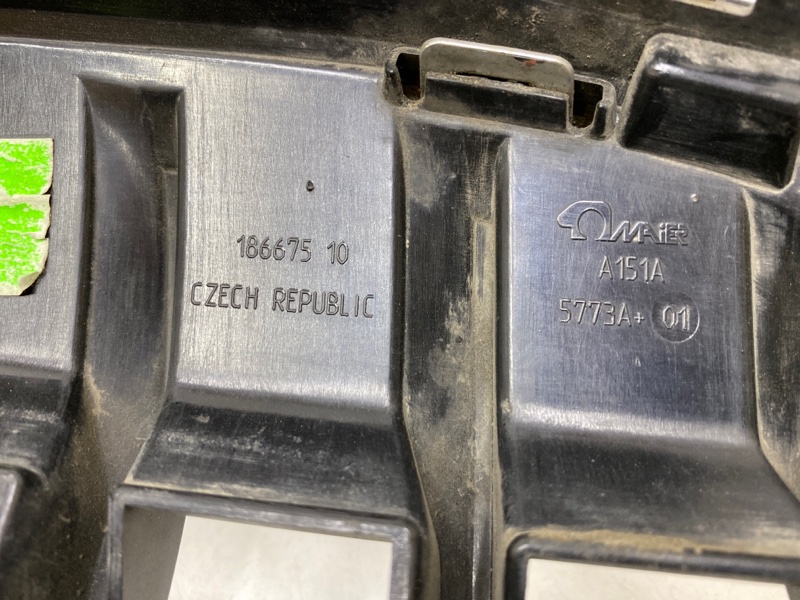 186675 10
CZECH REPUBLIC
MAIER
A151A
5773A+ 01